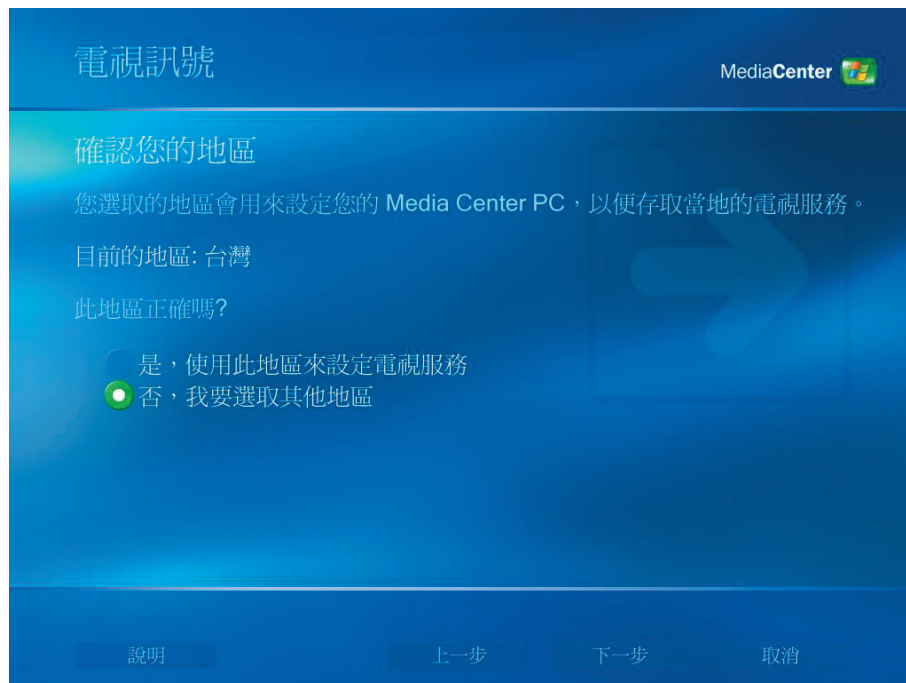 電視訊號
MediaCenter
確認您的地區
您選取的地區會用來設定您的 Media Center PC，以便存取當地的電視服務。
目前的地區: 台灣
此地區正確嗎?
是，使用此地區來設定電視服務
否，我要選取其他地區
說明 上一步 下一步 取消